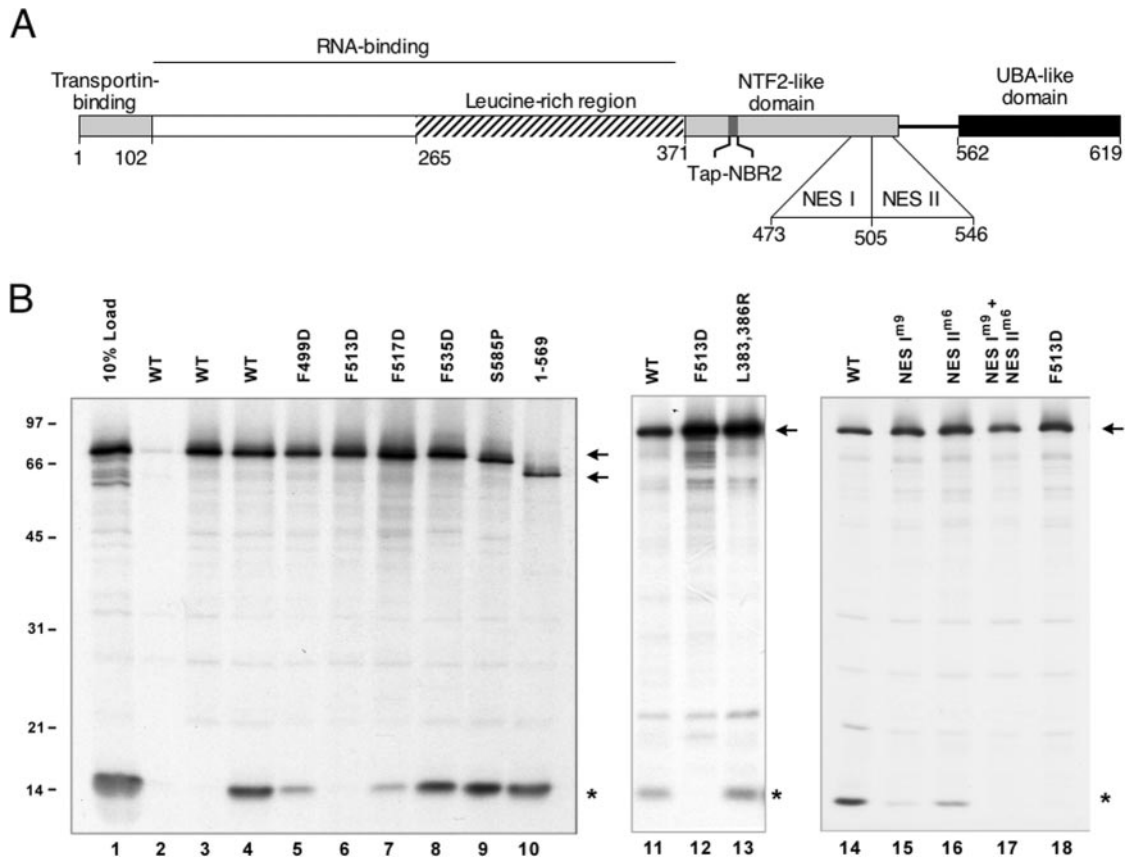 A
RNA-binding
Transportin-
binding
Leucine-rich region
NTF2-like
domain
UBA-like
domain
1 102 265 371 562 619
Tap-NBR2
NES I NES II
473 505 546
B
10% Load WT WT WT F499D F513D F517D F535D S585P 1-569
WT F513D L383,386R
WT NES I^m9 NES II^m6 NES I^m9 + NES II^m6 F513D
97
66
45
31
21
14
*
*
*
1 2 3 4 5 6 7 8 9 10 11 12 13 14 15 16 17 18